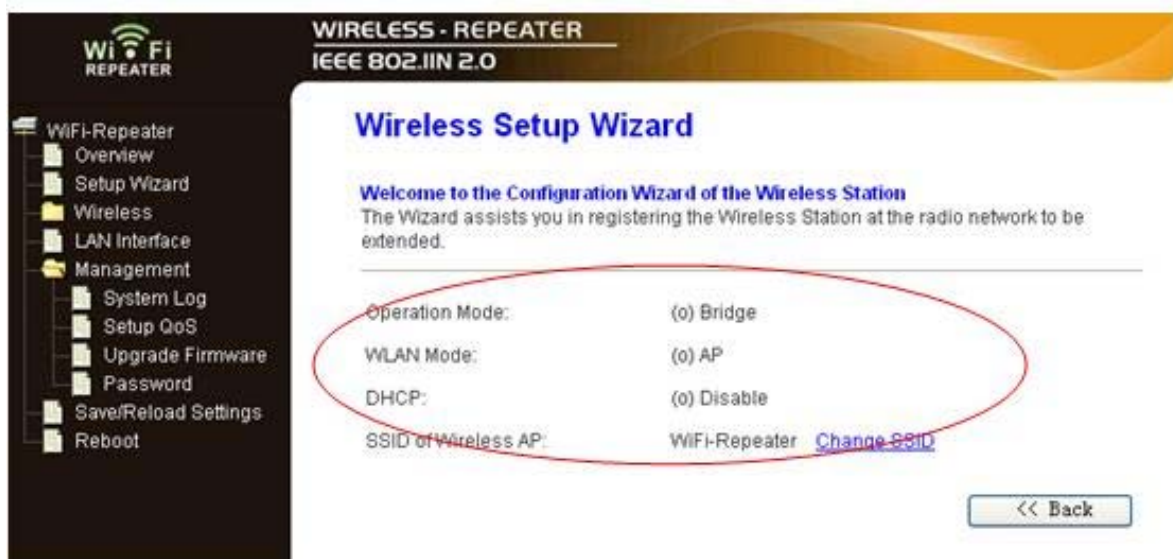 Wi Fi
REPEATER
WIRELESS - REPEATER
IEEE 802.11N 2.0
WiFi-Repeater
Overview
Setup Wizard
Wireless
LAN Interface
Management
System Log
Setup QoS
Upgrade Firmware
Password
Save/Reload Settings
Reboot
Wireless Setup Wizard
Welcome to the Configuration Wizard of the Wireless Station
The Wizard assists you in registering the Wireless Station at the radio network to be
extended.
Operation Mode: (o) Bridge
WLAN Mode: (o) AP
DHCP: (o) Disable
SSID of Wireless AP: WiFi-Repeater Change SSID
<< Back